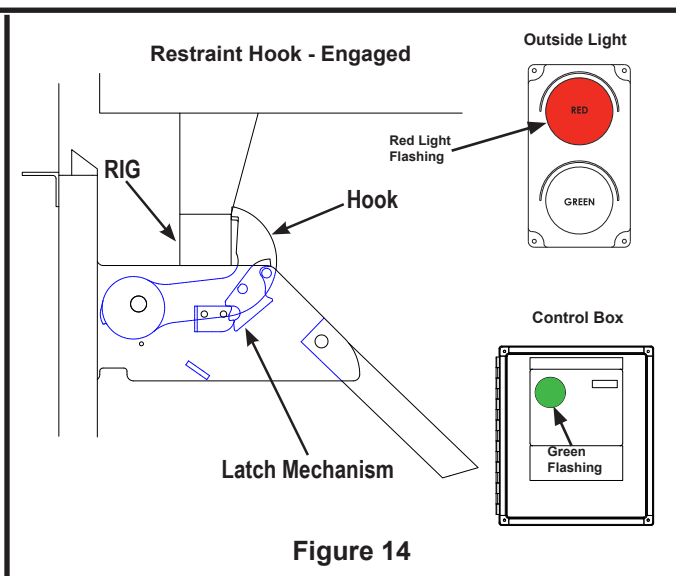 Restraint Hook - Engaged
Outside Light
RED
Red Light
Flashing
GREEN
RIG
Hook
Latch Mechanism
Control Box
Green
Flashing
Figure 14